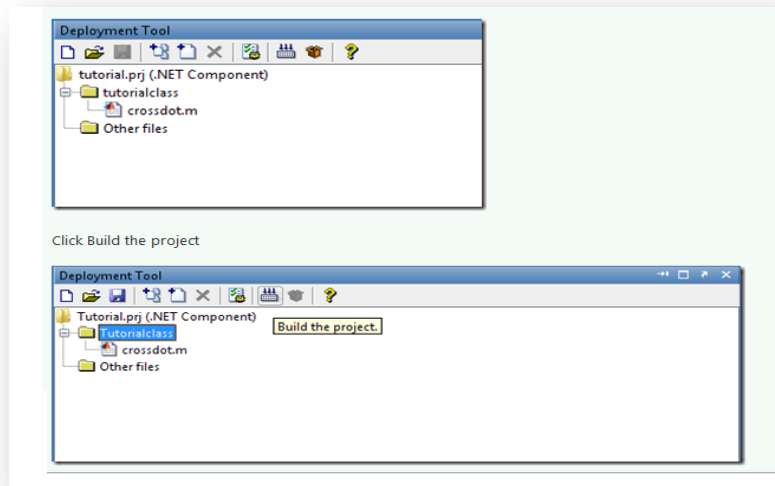 Deployment Tool
tutorial.prj (.NET Component)
tutorialclass
crossdot.m
Other files
Click Build the project
Deployment Tool
Tutorial.prj (.NET Component)
Tutorialclass
Build the project.
crossdot.m
Other files